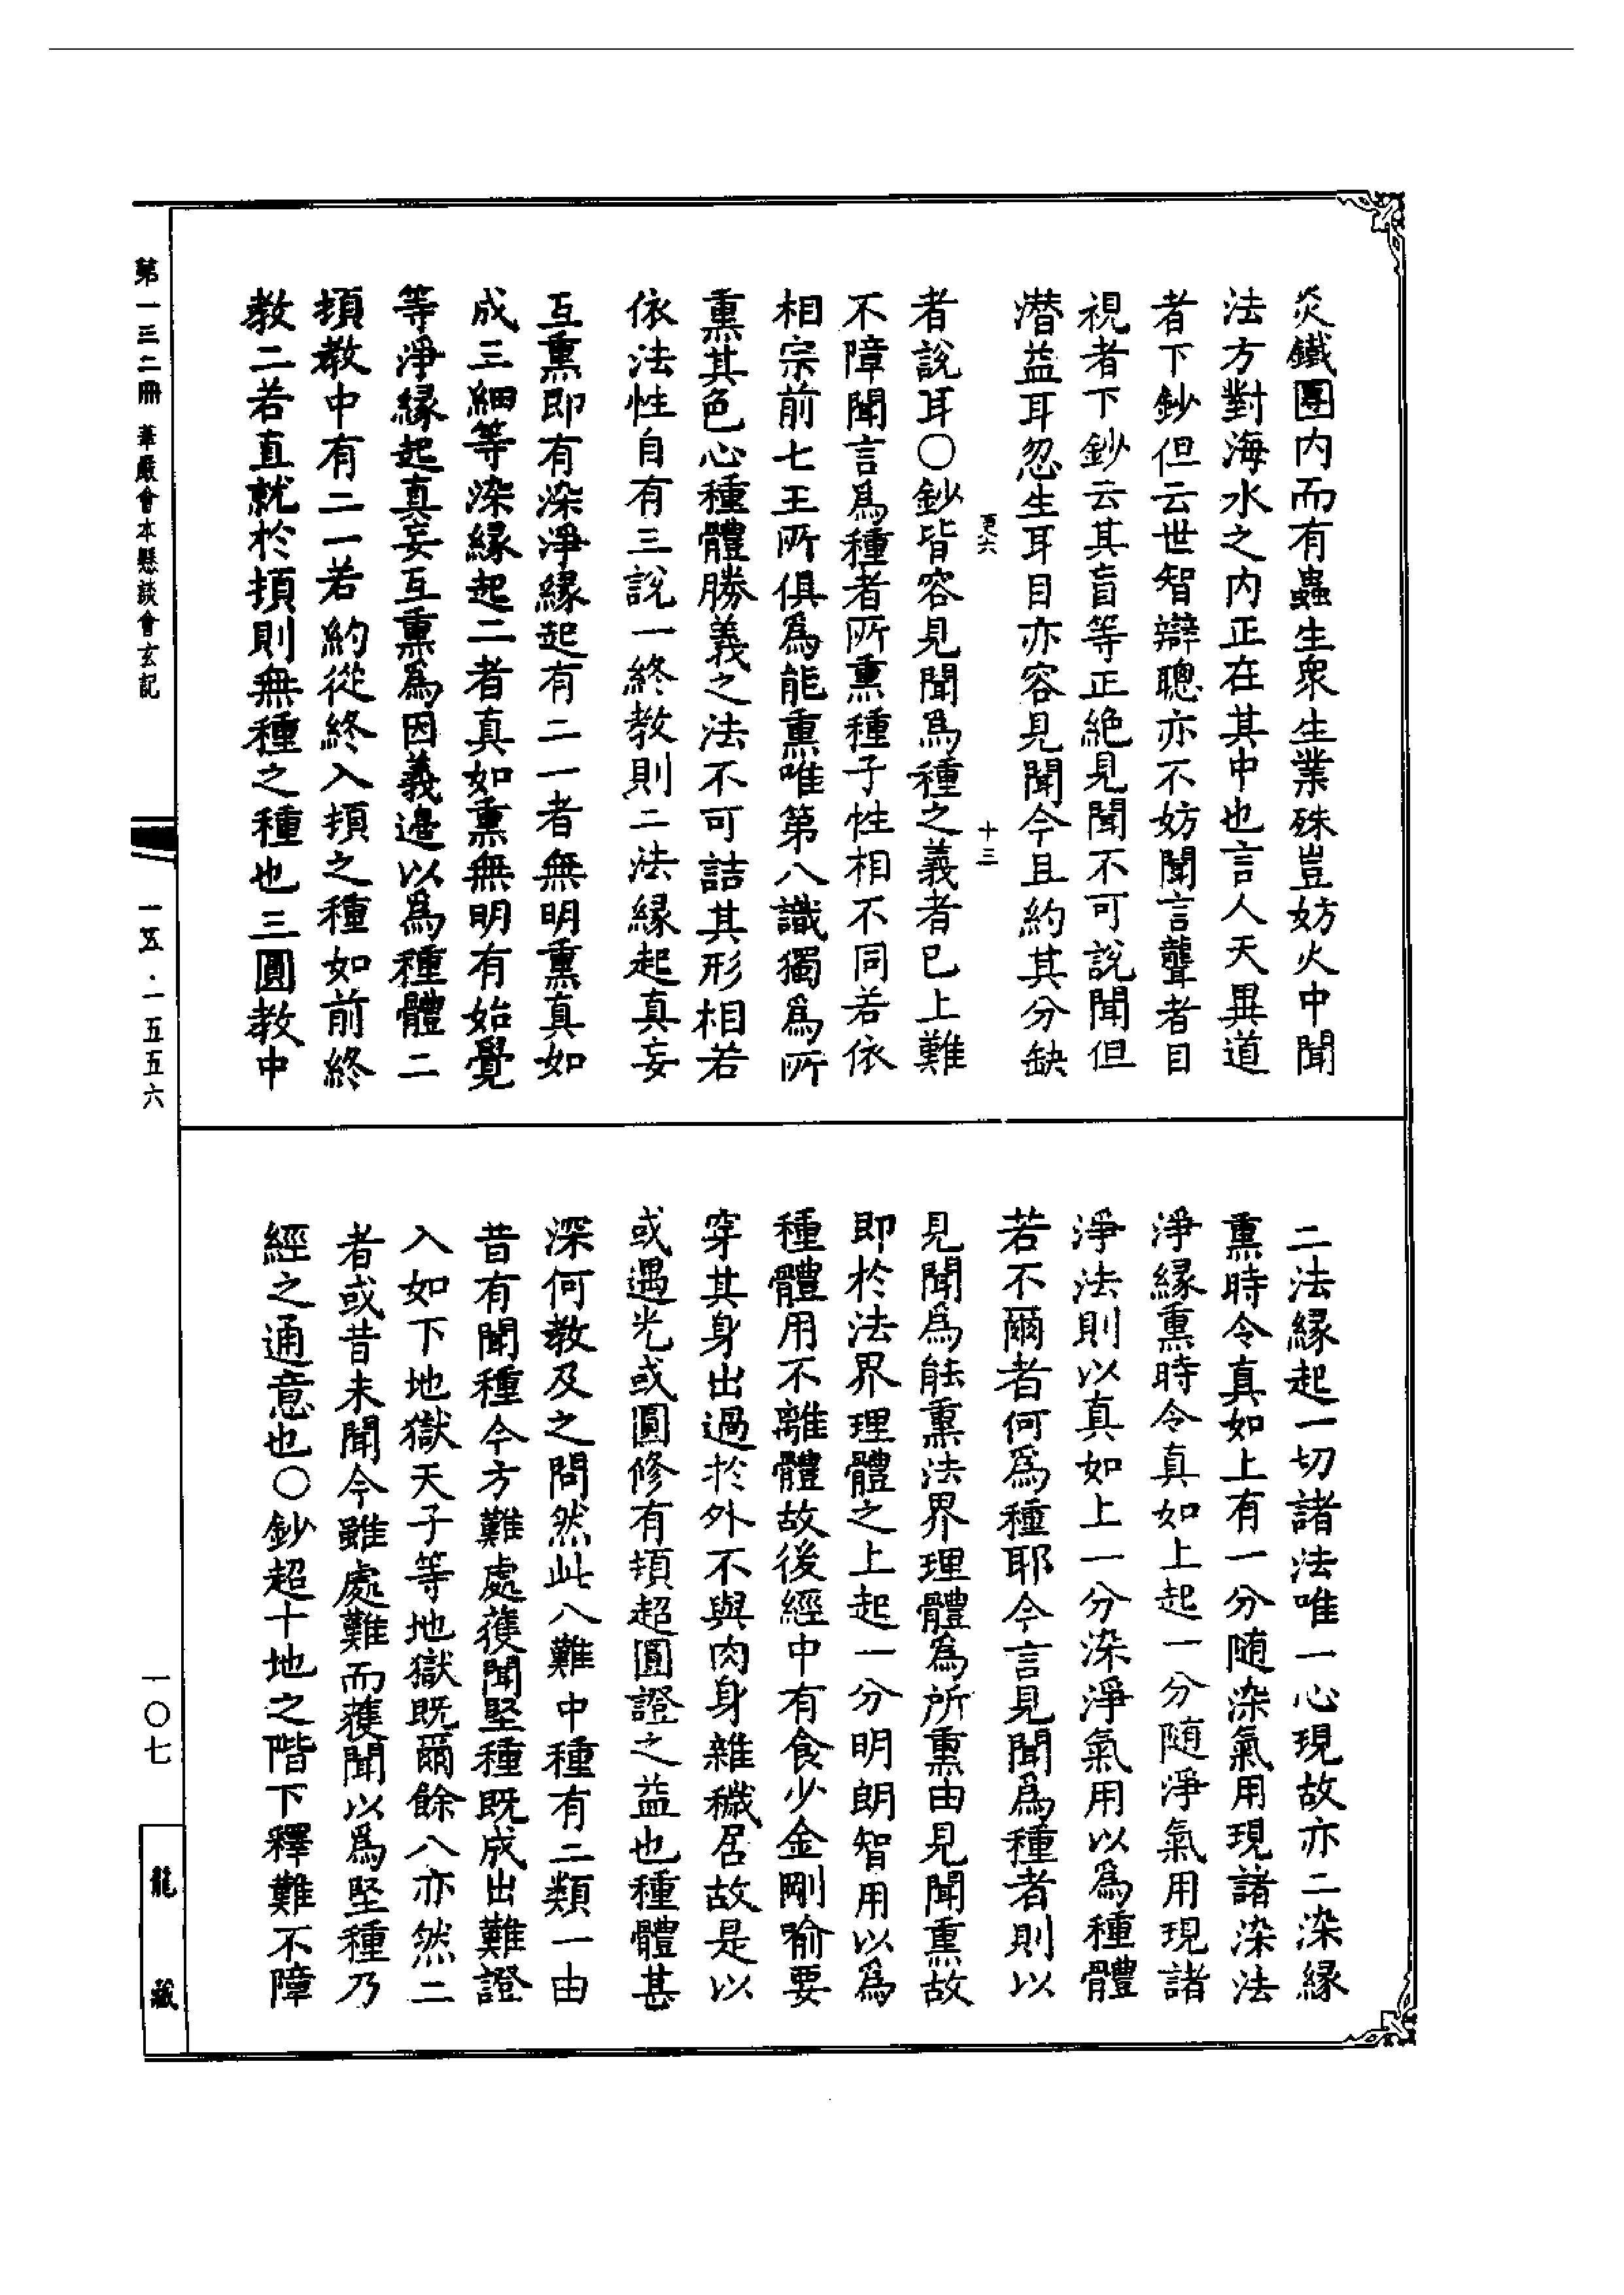 炎鐵團内而有蟲生衆生業殊豈妨火中聞
法方對海水之内正在其中也言人天異道
者下鈔但云世智辯聰亦不妨聞言聾者目
視者下鈔云其盲等正絶見聞不可說聞但
潜益耳忽生耳目亦容見聞今且約其分缺
更六 十三
者說耳〇鈔皆容見聞爲種之義者已上難
不障聞言爲種者所熏種子性相不同若依
相宗前七王所俱爲能熏唯第八識獨爲所
熏其色心種體勝義之法不可詰其形相若
依法性自有三說一終教則二法縁起真妄
互熏即有染淨縁起有二一者無明熏真如
成三細等染縁起二者真如熏無明有始覺
等淨縁起真妄互熏為因義邊以爲種體二
頓教中有二一若約從終入頓之種如前終
教二若直就於頓則無種之種也三圓教中
二法縁起一切諸法唯一心現故亦二染縁
熏時令真如上有一分随染氣用現諸染法
淨縁熏時令真如上起一分随淨氣用現諸
淨法則以真如上一分染淨氣用以爲種體
若不爾者何爲種耶今言見聞爲種者則以
見聞爲能熏法界理體為所熏由見聞熏故
即於法界理體之上起一分明朗智用以為
種體用不離體故後經中有食少金剛喻要
穿其身出過於外不與肉身雜穢居故是以
或遇光或圓修有頓超圓證之益也種體甚
深何教及之問然此八難中種有二類一由
昔有聞種今方難處獲聞堅種既成出難證
入如下地獄天子等地獄既爾餘八亦然二
者或昔未聞今雖處難而獲聞以爲堅種乃
經之通意也〇鈔超十地之階下釋難不障
第一三二冊 華嚴會本懸談會玄記
一五·一五五六
一〇七
龍藏